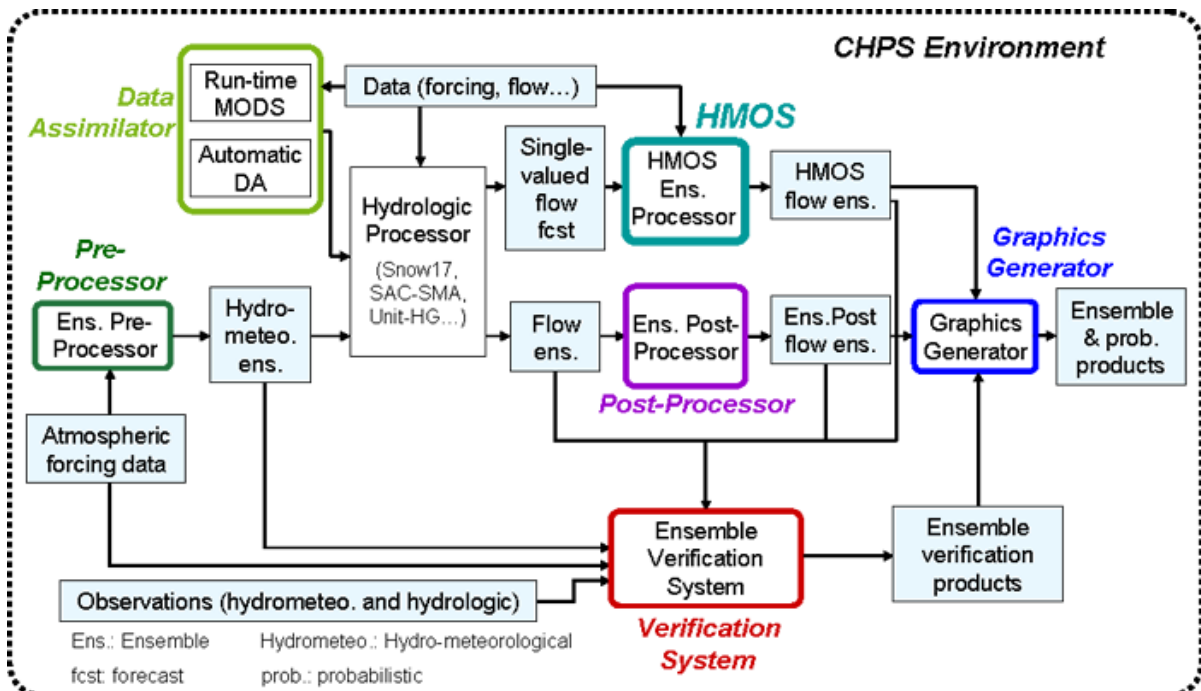 CHPS Environment
Data
Assimilator
Run-time
MODS
Automatic
DA
Data (forcing, flow...)
HMOS
Single-
valued
flow
fcst
HMOS
Ens.
Processor
HMOS
flow ens.
Hydrologic
Processor
(Snow17,
SAC-SMA,
Unit-HG...)
Pre-
Processor
Ens. Pre-
Processor
Hydro-
meteo.
ens.
Flow
ens.
Ens. Post-
Processor
Post-Processor
Ens.Post
flow ens.
Graphics
Generator
Graphics
Generator
Ensemble
& prob.
products
Atmospheric
forcing data
Ensemble
Verification
System
Verification
System
Ensemble
verification
products
Observations (hydrometeo. and hydrologic)
Ens.: Ensemble
Hydrometeo.: Hydro-meteorological
fcst: forecast
prob.: probabilistic